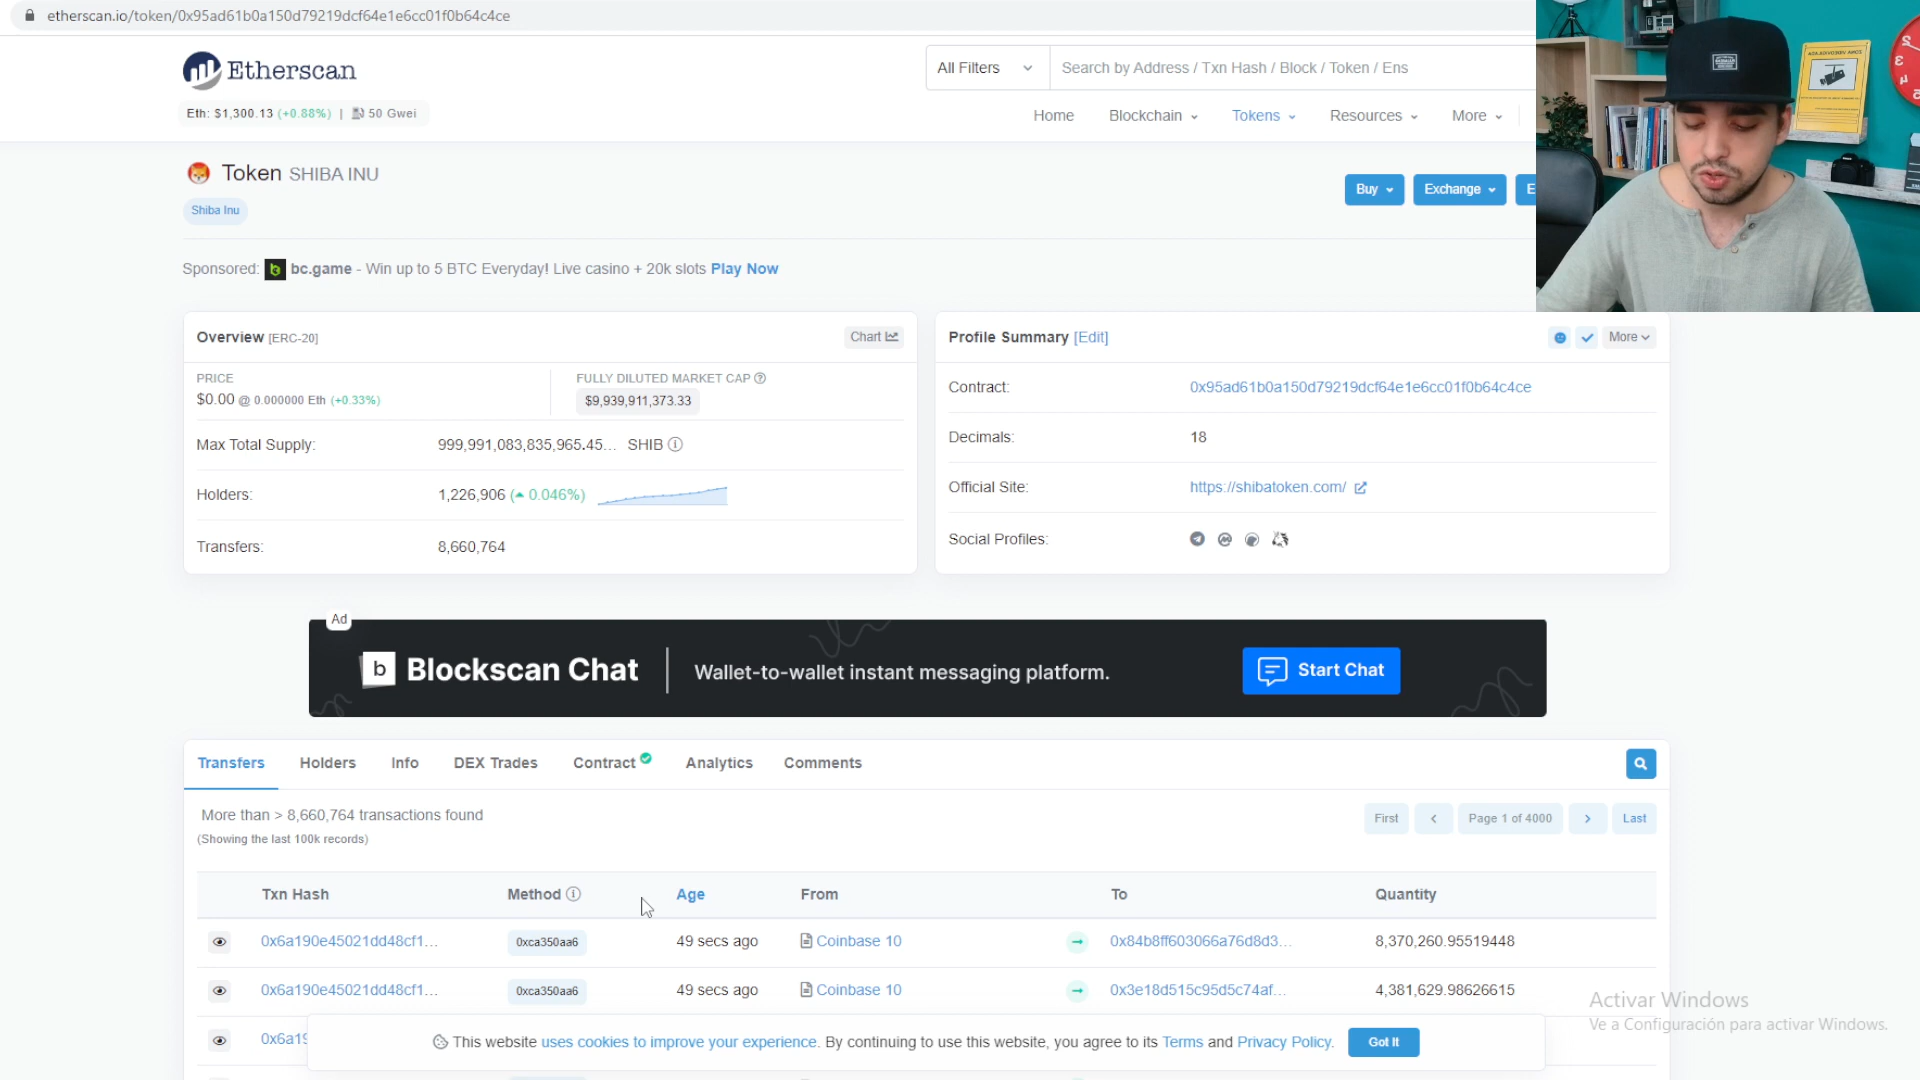 etherscan.io/token/0x95ad61b0a150d79219dcf64e1e6cc01f0b64c4ce
Etherscan
All Filters
Search by Address / Txn Hash / Block / Token / Ens
Eth: $1,300.13 (+0.88%) | 50 Gwei
Home Blockchain Tokens Resources More
Token SHIBA INU
Buy Exchange E
Shiba Inu
Sponsored: bc.game - Win up to 5 BTC Everyday! Live casino + 20k slots Play Now
Overview [ERC-20]
Chart
PRICE
$0.00 @ 0.000000 Eth (+0.33%)
FULLY DILUTED MARKET CAP
$9,939,911,373.33
Max Total Supply: 999,991,083,835,965.45... SHIB
Holders: 1,226,906 (0.046%)
Transfers: 8,660,764
Profile Summary [Edit]
More
Contract: 0x95ad61b0a150d79219dcf64e1e6cc01f0b64c4ce
Decimals: 18
Official Site: https://shibatoken.com/
Social Profiles:
Ad
b Blockscan Chat
Wallet-to-wallet instant messaging platform.
Start Chat
Transfers Holders Info DEX Trades Contract Analytics Comments
More than > 8,660,764 transactions found
(Showing the last 100k records)
First Page 1 of 4000 Last
Txn Hash Method Age From To Quantity
0x6a190e45021dd48cf1... 0xca350aa6 49 secs ago Coinbase 10 0x84b8ff603066a76d8d3... 8,370,260.95519448
0x6a190e45021dd48cf1... 0xca350aa6 49 secs ago Coinbase 10 0x3e18d515c95d5c74af... 4,381,629.98626615
0x6a19
This website uses cookies to improve your experience. By continuing to use this website, you agree to its Terms and Privacy Policy.
Got It
Activar Windows
Ve a Configuración para activar Windows.